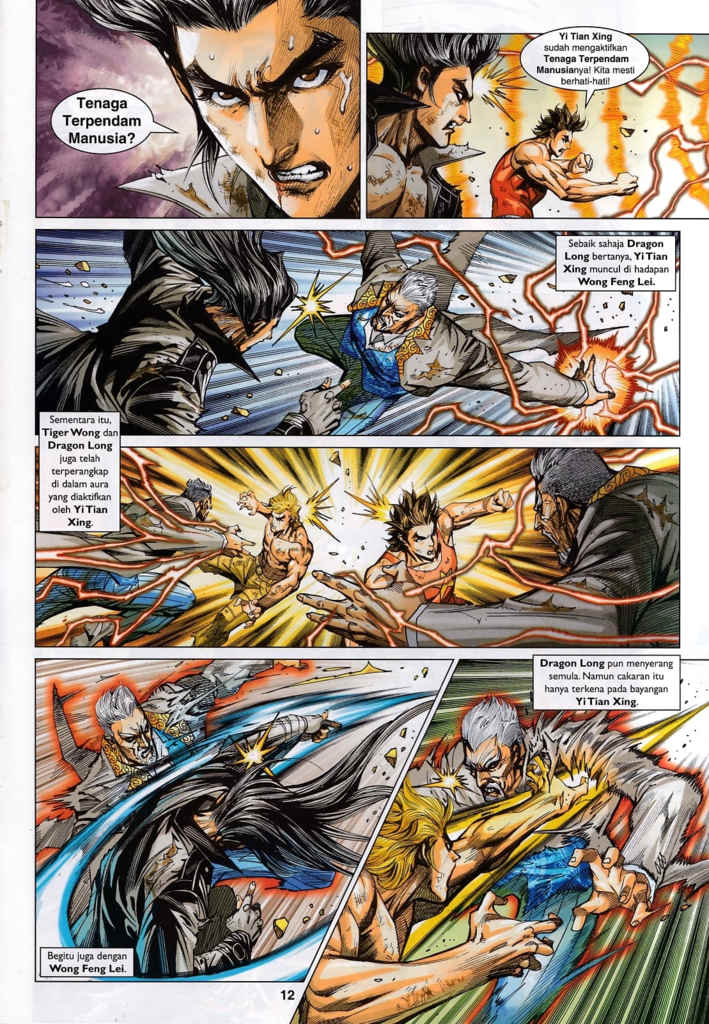 Tenaga
Terpendam
Manusia?
Yi Tian Xing
sudah mengaktifkan
Tenaga Terpendam
Manusianya! Kita mesti
berhati-hati!
Sebaik sahaja Dragon
Long bertanya, Yi Tian
Xing muncul di hadapan
Wong Feng Lei.
Sementara itu,
Tiger Wong dan
Dragon Long
juga telah
terperangkap
di dalam aura
yang diaktifkan
oleh Yi Tian
Xing.
Dragon Long pun menyerang
semula. Namun cakaran itu
hanya terkena pada bayangan
Yi Tian Xing.
Begitu juga dengan
Wong Feng Lei.
12